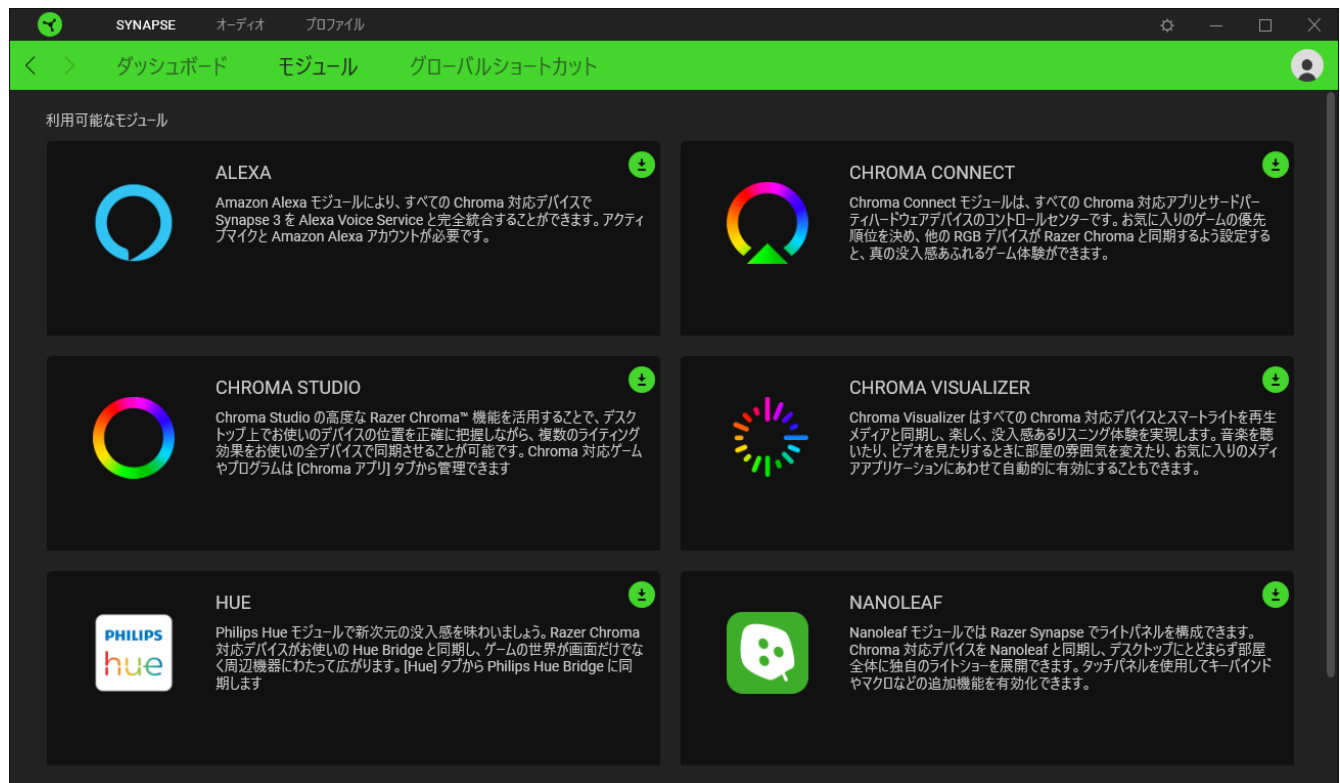 SYNAPSE オーディオ プロファイル
ダッシュボード モジュール グローバルショートカット
利用可能なモジュール
ALEXA
Amazon Alexa モジュールにより、すべての Chroma 対応デバイスで
Synapse 3 を Alexa Voice Service と完全統合することができます。アクティ
ブマイクと Amazon Alexa アカウントが必要です。
CHROMA CONNECT
Chroma Connect モジュールは、すべての Chroma 対応アプリとサードパー
ティハードウェアデバイスのコントロールセンターです。お気に入りのゲームの優先
順位を決め、他の RGB デバイスが Razer Chroma と同期するよう設定する
と、真の没入感あふれるゲーム体験ができます。
CHROMA STUDIO
Chroma Studio の高度な Razer Chroma™ 機能を活用することで、デスク
トップ上でお使いのデバイスの位置を正確に把握しながら、複数のライティング
効果をお使いの全デバイスで同期させることが可能です。Chroma 対応ゲーム
やプログラムは [Chroma アプリ] タブから管理できます
CHROMA VISUALIZER
Chroma Visualizer はすべての Chroma 対応デバイスとスマートライトを再生
メディアと同期し、楽しく、没入感あるリスニング体験を実現します。音楽を聴
いたり、ビデオを見たりするときに部屋の雰囲気を変えたり、お気に入りのメディ
アアプリケーションにあわせて自動的に有効にすることもできます。
PHILIPS
hue
HUE
Philips Hue モジュールで新次元の没入感を味わいましょう。Razer Chroma
対応デバイスがお使いの Hue Bridge と同期し、ゲームの世界が画面だけでな
く周辺機器にわたって広がります。[Hue] タブから Philips Hue Bridge に同
期します
NANOLEAF
Nanoleaf モジュールでは Razer Synapse でライトパネルを構成できます。
Chroma 対応デバイスを Nanoleaf と同期し、デスクトップにとどまらず部屋
全体に独自のライトショーを展開できます。タッチパネルを使用してキーバインド
やマクロなどの追加機能を有効化できます。